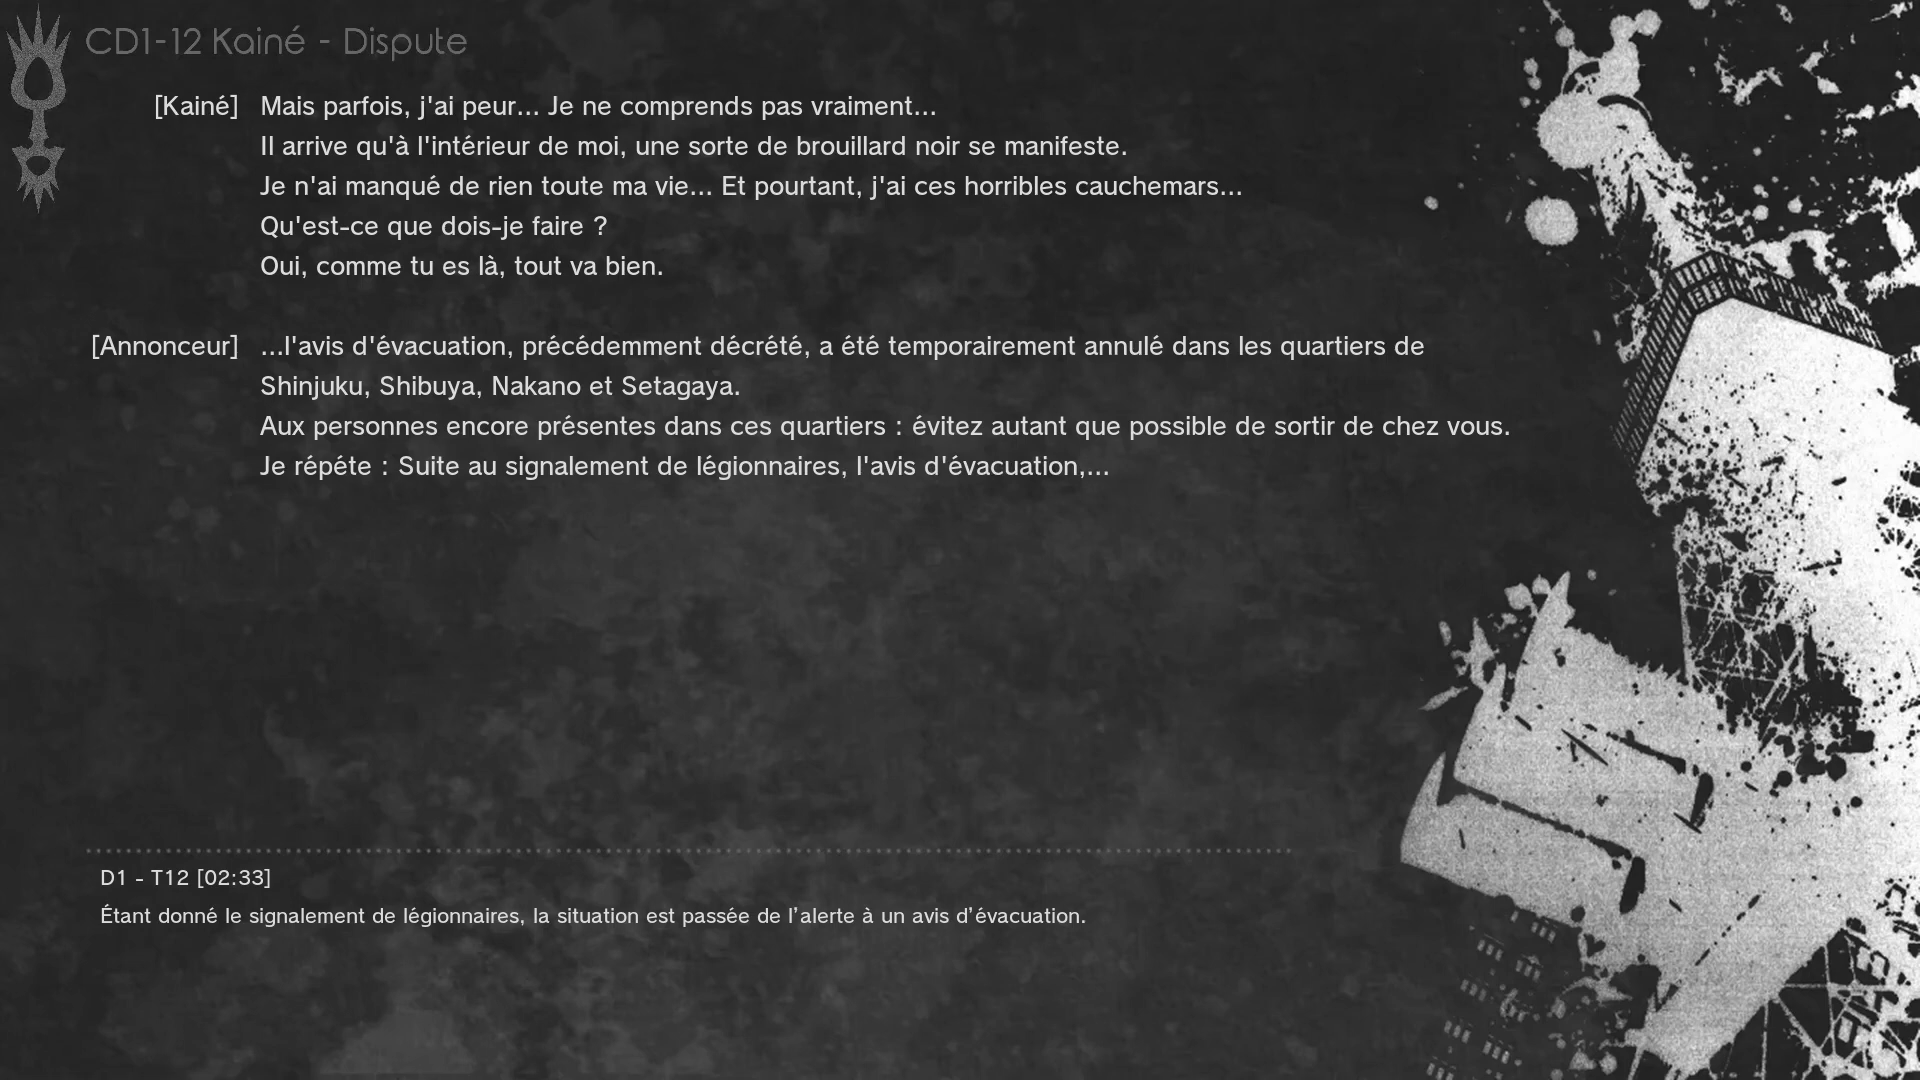 CD1-12 Kainé - Dispute
[Kainé] Mais parfois, j'ai peur... Je ne comprends pas vraiment...
Il arrive qu'à l'intérieur de moi, une sorte de brouillard noir se manifeste.
Je n'ai manqué de rien toute ma vie... Et pourtant, j'ai ces horribles cauchemars...
Qu'est-ce que dois-je faire ?
Oui, comme tu es là, tout va bien.
[Annonceur] ...l'avis d'évacuation, précédemment décrété, a été temporairement annulé dans les quartiers de
Shinjuku, Shibuya, Nakano et Setagaya.
Aux personnes encore présentes dans ces quartiers : évitez autant que possible de sortir de chez vous.
Je répéte : Suite au signalement de légionnaires, l'avis d'évacuation,...
D1 - T12 [02:33]
Étant donné le signalement de légionnaires, la situation est passée de l’alerte à un avis d’évacuation.